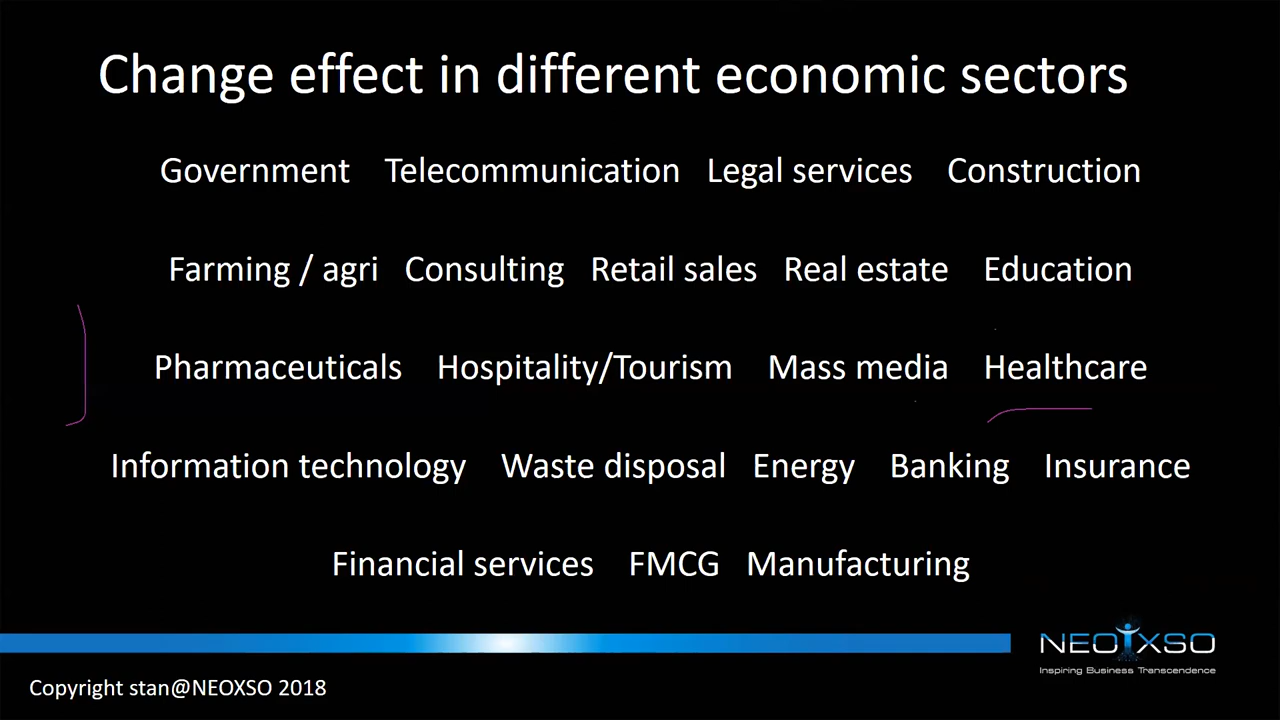 Change effect in different economic sectors
Government Telecommunication Legal services Construction
Farming / agri Consulting Retail sales Real estate Education
Pharmaceuticals Hospitality/Tourism Mass media Healthcare
Information technology Waste disposal Energy Banking Insurance
Financial services FMCG Manufacturing
NEOXSO
Inspiring Business Transcendence
Copyright stan@NEOXSO 2018